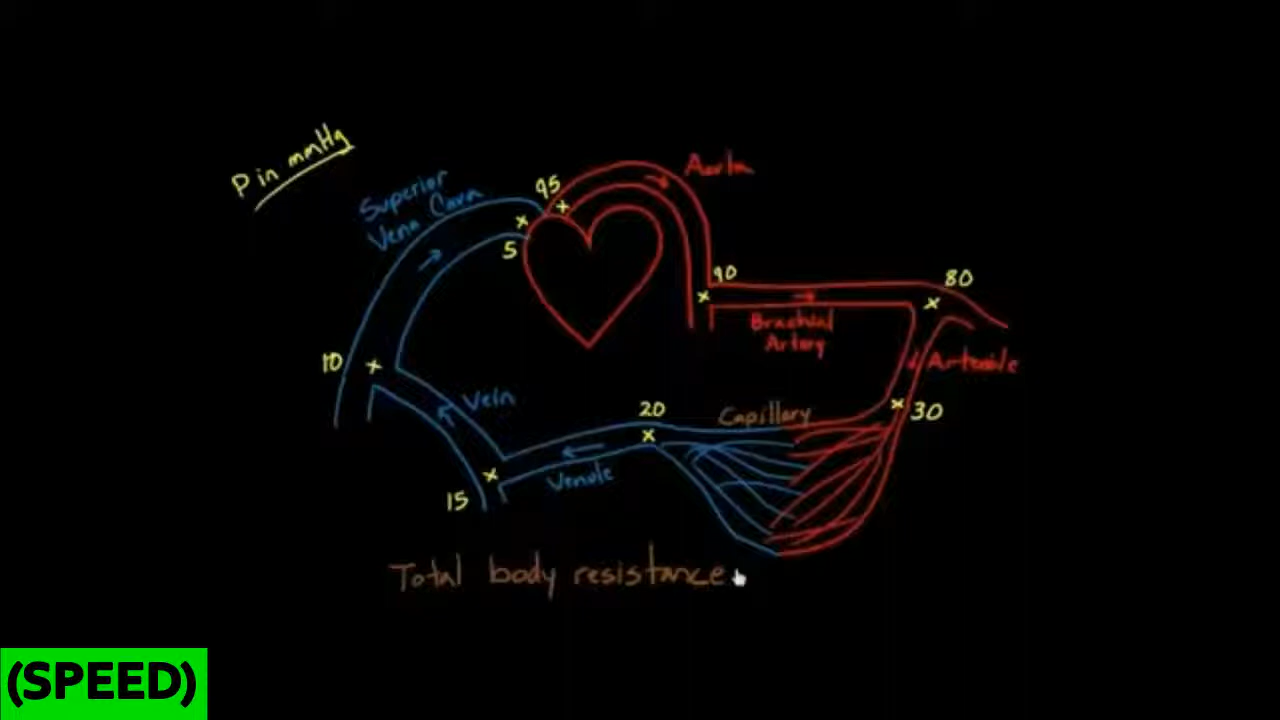 P in mmHg
Superior
Vena Cava
95
Aorta
5
90
80
Brachial
Artery
10
Arteriole
Vein
20
Capillary
30
Venule
15
Total body resistance
(SPEED)